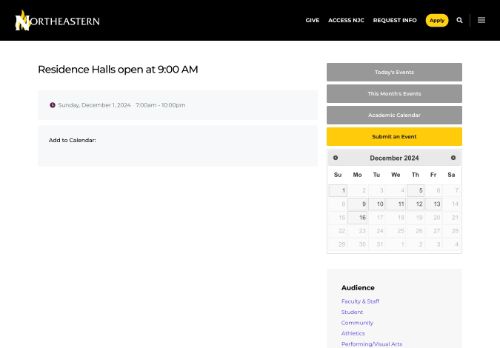 NORTHEASTERN
GIVE ACCESS NJC REQUEST INFO Apply
Residence Halls open at 9:00 AM
Sunday, December 1, 2024 7:00am - 10:00pm
Add to Calendar:
Today's Events
This Month's Events
Academic Calendar
Submit an Event
December 2024
Su Mo Tu We Th Fr Sa
1 2 3 4 5 6 7
8 9 10 11 12 13 14
15 16 17 18 19 20 21
22 23 24 25 26 27 28
29 30 31 1 2 3 4
Audience
Faculty & Staff
Student
Community
Athletics
Performing/Visual Arts